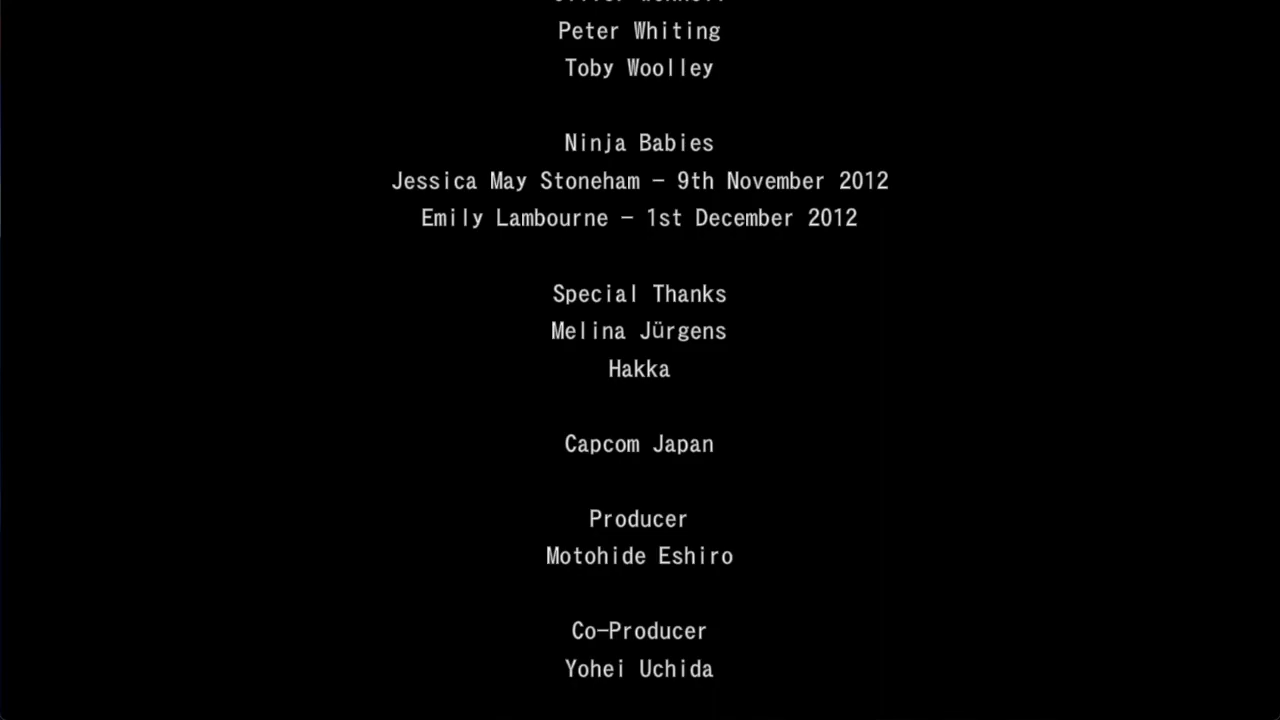 Peter Whiting
Toby Woolley
Ninja Babies
Jessica May Stoneham - 9th November 2012
Emily Lambourne - 1st December 2012
Special Thanks
Melina Jürgens
Hakka
Capcom Japan
Producer
Motohide Eshiro
Co-Producer
Yohei Uchida